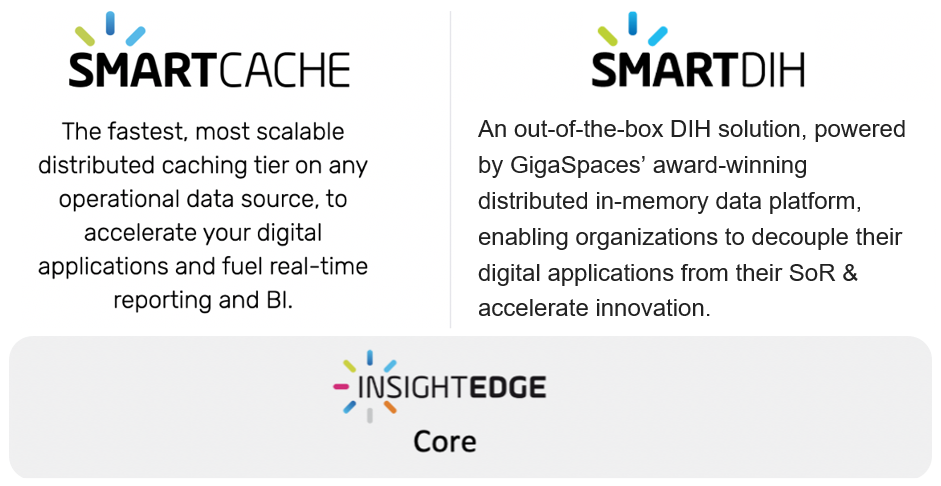 SMARTCACHE
The fastest, most scalable
distributed caching tier on any
operational data source, to
accelerate your digital
applications and fuel real-time
reporting and BI.
SMARTDIH
An out-of-the-box DIH solution, powered
by GigaSpaces’ award-winning
distributed in-memory data platform,
enabling organizations to decouple their
digital applications from their SoR &
accelerate innovation.
INSIGHTEDGE
Core